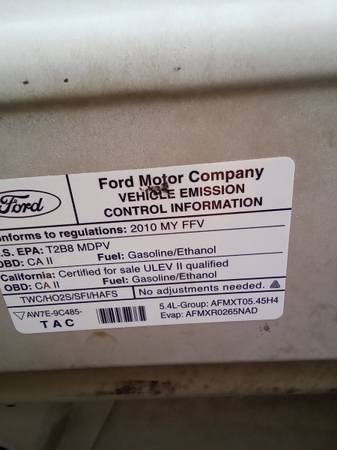 Ford
Ford Motor Company
VEHICLE EMISSION
CONTROL INFORMATION
onforms to regulations: 2010 MY FFV
.S. EPA: T2B8 MDPV
OBD: CA II Fuel: Gasoline/Ethanol
California: Certified for sale ULEV II qualified
OBD: CA II Fuel: Gasoline/Ethanol
TWC/HO2S/SFI/HAFS No adjustments needed.
AW7E-9C485- 5.4L-Group: AFMXT05.45H4
TAC Evap: AFMXR0265NAD